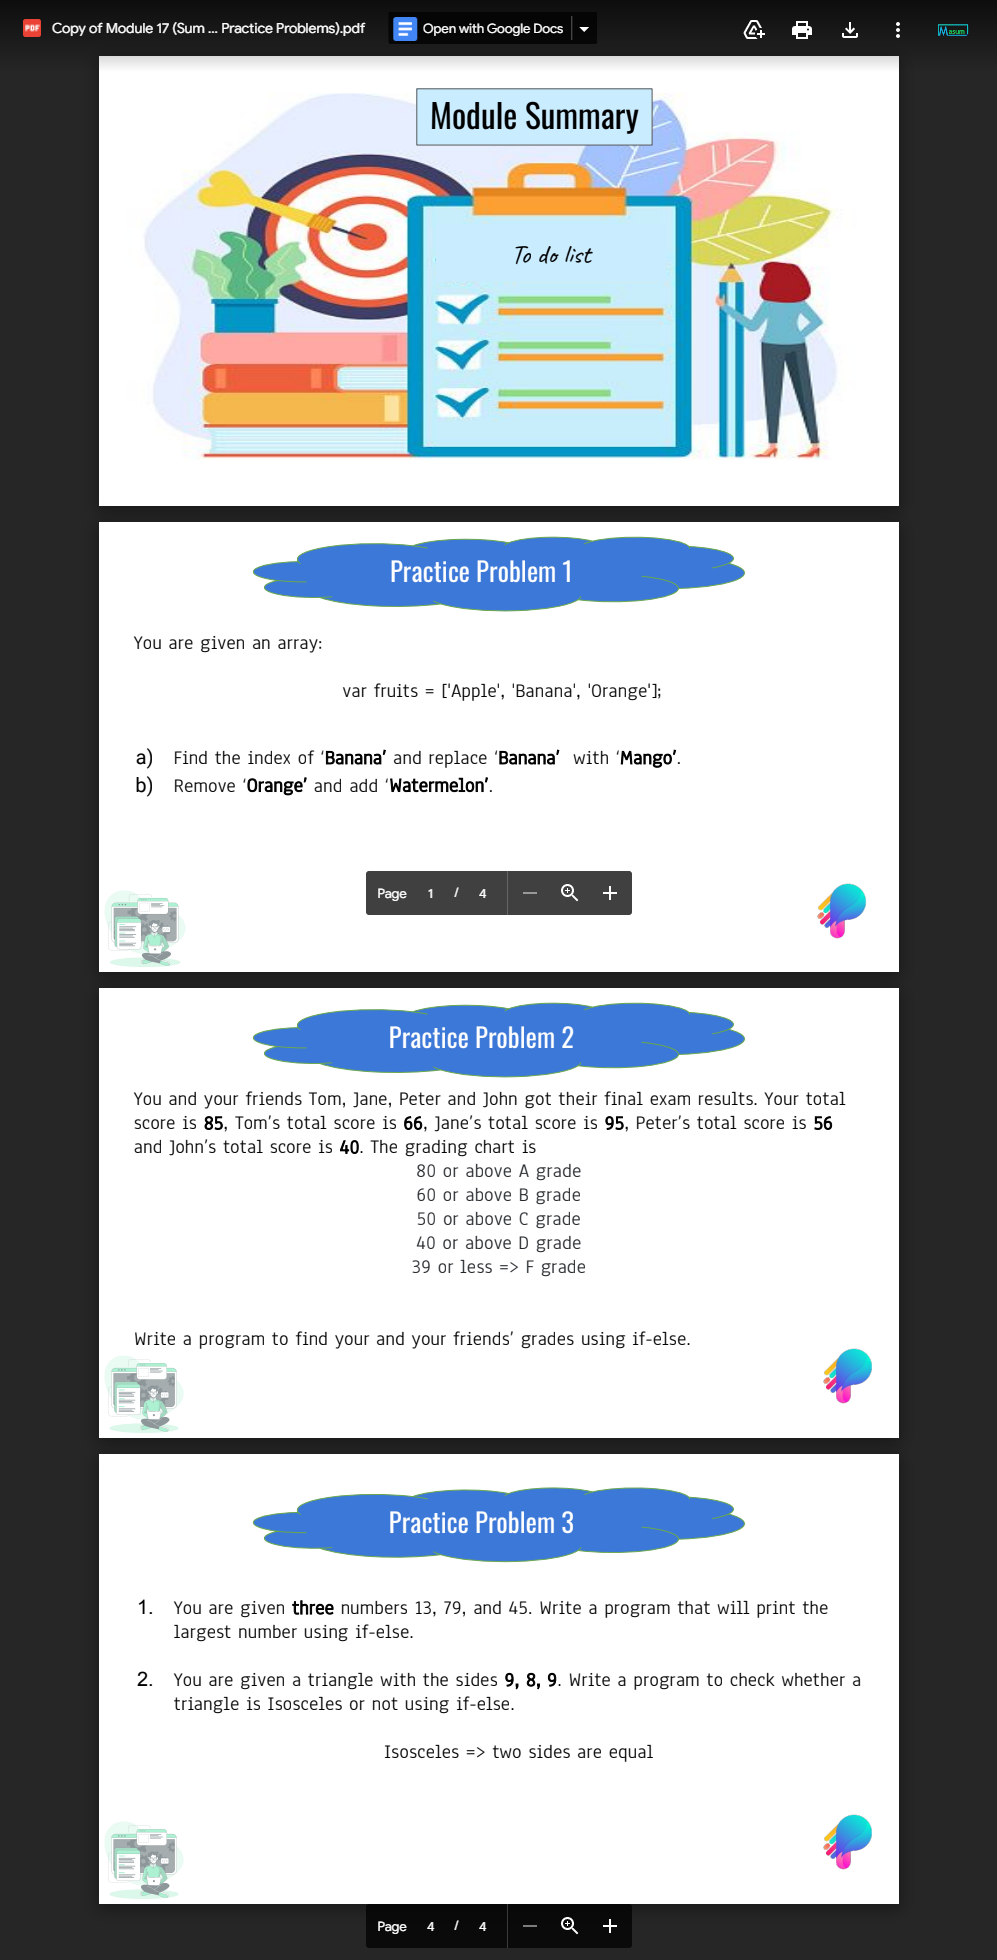 PDF Copy of Module 17 (Sum ... Practice Problems).pdf Open with Google Docs Masum
Module Summary
To do list
Practice Problem 1
You are given an array:
var fruits = ['Apple', 'Banana', 'Orange'];
a) Find the index of ‘Banana’ and replace ‘Banana’ with ‘Mango’.
b) Remove ‘Orange’ and add ‘Watermelon’.
Page 1 / 4
Practice Problem 2
You and your friends Tom, Jane, Peter and John got their final exam results. Your total
score is 85, Tom’s total score is 66, Jane’s total score is 95, Peter’s total score is 56
and John’s total score is 40. The grading chart is
80 or above A grade
60 or above B grade
50 or above C grade
40 or above D grade
39 or less => F grade
Write a program to find your and your friends’ grades using if-else.
Practice Problem 3
1. You are given three numbers 13, 79, and 45. Write a program that will print the
largest number using if-else.
2. You are given a triangle with the sides 9, 8, 9. Write a program to check whether a
triangle is Isosceles or not using if-else.
Isosceles => two sides are equal
Page 4 / 4